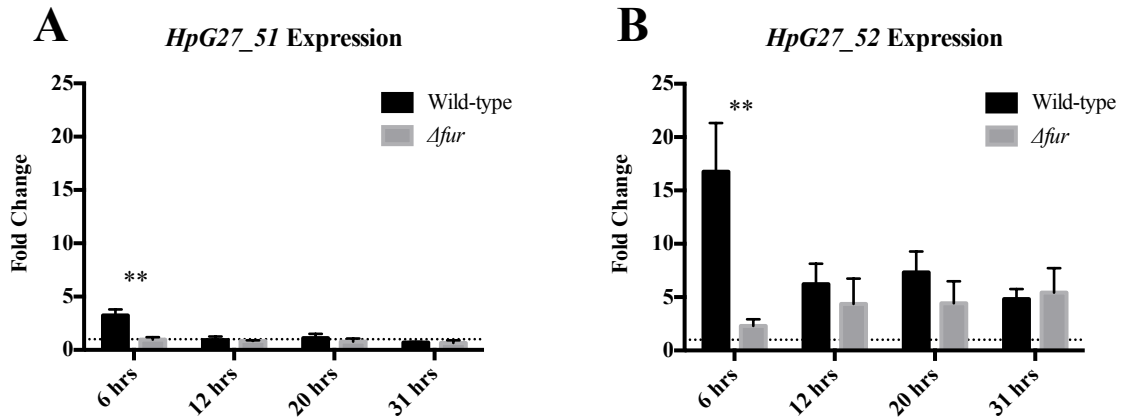 A
HpG27_51 Expression
Fold Change
25
20
15
10
5
0
**
Wild-type
Δfur
6 hrs
12 hrs
20 hrs
31 hrs
B
HpG27_52 Expression
Fold Change
25
20
15
10
5
0
**
Wild-type
Δfur
6 hrs
12 hrs
20 hrs
31 hrs